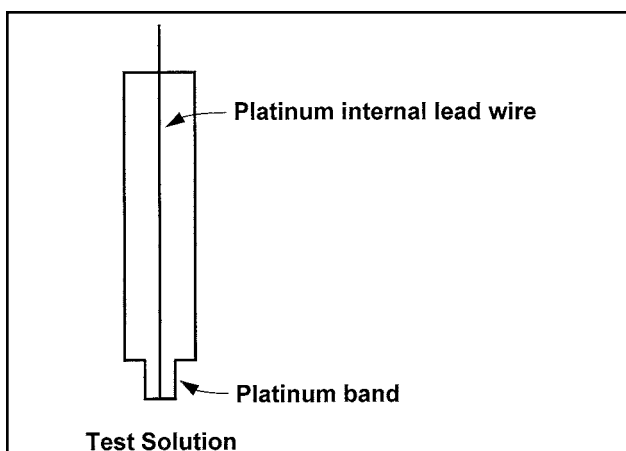 Platinum internal lead wire
Platinum band
Test Solution